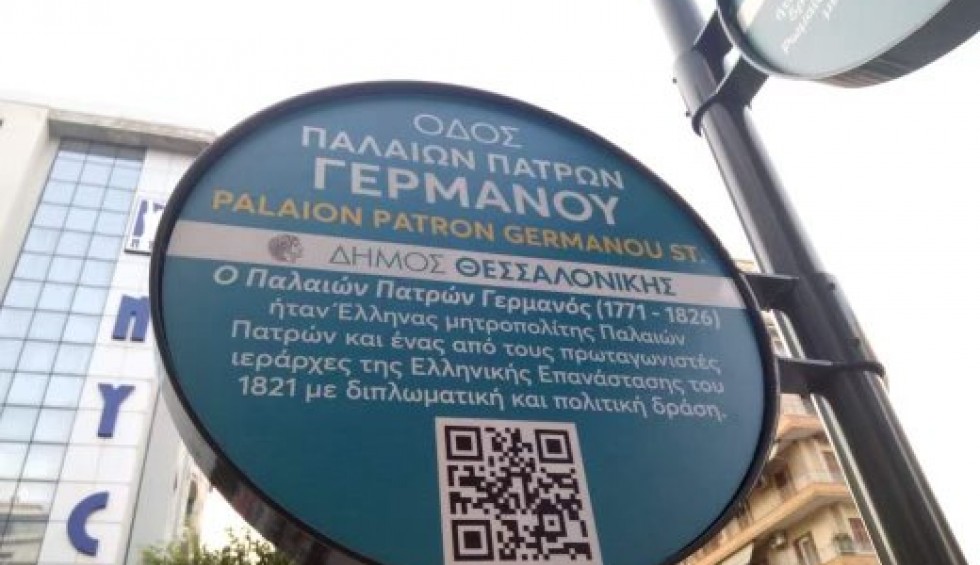 ΟΔΟΣ
ΠΑΛΑΙΩΝ ΠΑΤΡΩΝ
ΓΕΡΜΑΝΟΥ
PALAION PATRON GERMANOU ST.
ΔΗΜΟΣ ΘΕΣΣΑΛΟΝΙΚΗΣ
Ο Παλαιών Πατρών Γερμανός (1771 - 1826)
ήταν Έλληνας μητροπολίτης Παλαιών
Πατρών και ένας από τους πρωταγωνιστές
ιεράρχες της Ελληνικής Επανάστασης του
1821 με διπλωματική και πολιτική δράση.